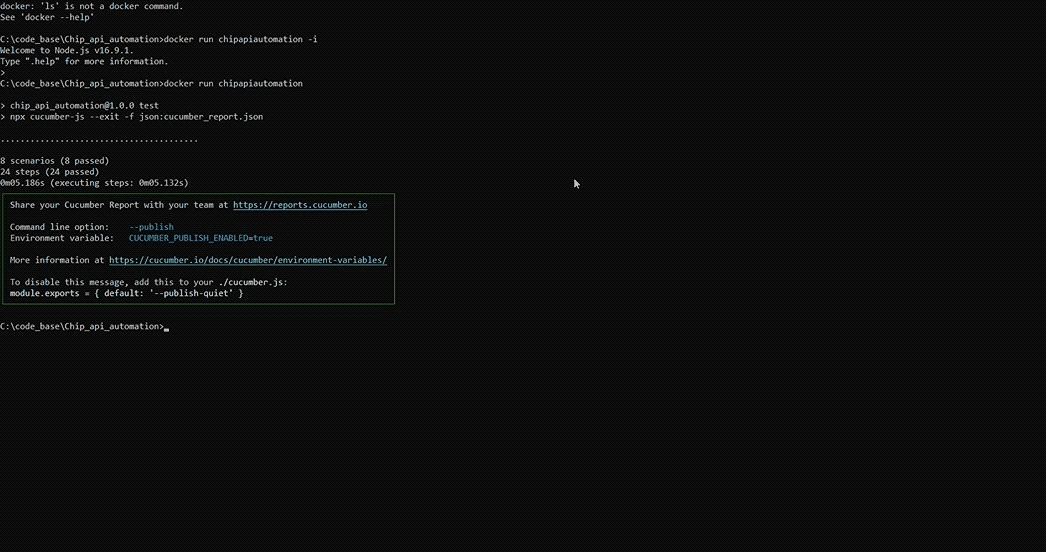 docker: 'ls' is not a docker command.
See 'docker --help'
C:\code_base\Chip_api_automation>docker run chipapiautomation -i
Welcome to Node.js v16.9.1.
Type ".help" for more information.
>
C:\code_base\Chip_api_automation>docker run chipapiautomation
> chip_api_automation@1.0.0 test
> npx cucumber-js --exit -f json:cucumber_report.json
........................................
8 scenarios (8 passed)
24 steps (24 passed)
0m05.186s (executing steps: 0m05.132s)
Share your Cucumber Report with your team at https://reports.cucumber.io
Command line option: --publish
Environment variable: CUCUMBER_PUBLISH_ENABLED=true
More information at https://cucumber.io/docs/cucumber/environment-variables/
To disable this message, add this to your ./cucumber.js:
module.exports = { default: '--publish-quiet' }
C:\code_base\Chip_api_automation>